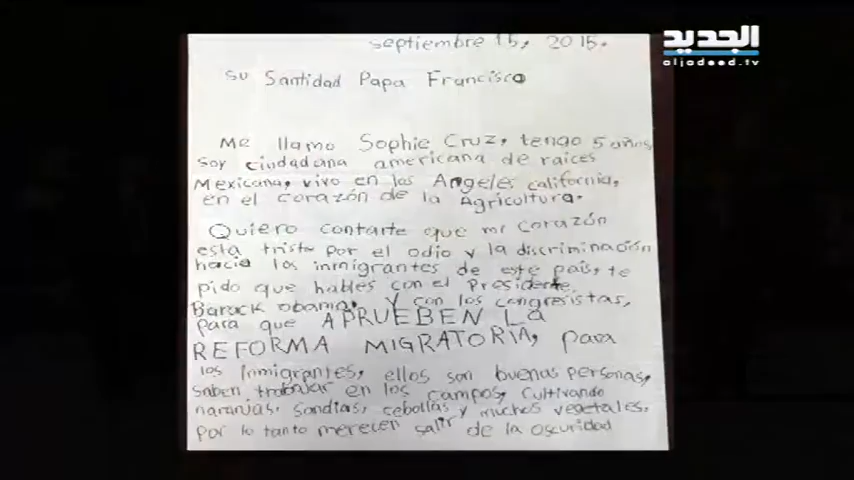 الجديد
aljadeed.tv
septiembre 15, 2015.
Su Santidad Papa Francisco
Me llamo Sophie Cruz, tengo 5 años,
soy ciudadana americana de raíces
Mexicana, vivo en los Angeles california,
en el corazón de la Agricultura.
Quiero contarte que mi corazón
está triste por el odio y la discriminación
hacia los inmigrantes de este país, te
pido que hables con el Presidente
Barack obama, y con los congresistas,
para que APRUEBEN La
REFORMA MIGRATORIA, para
los inmigrantes, ellos son buenas personas,
saben trabajar en los campos, cultivando
naranjas, sandias, cebollas y muchos vegetales,
por lo tanto merecen salir de la oscuridad